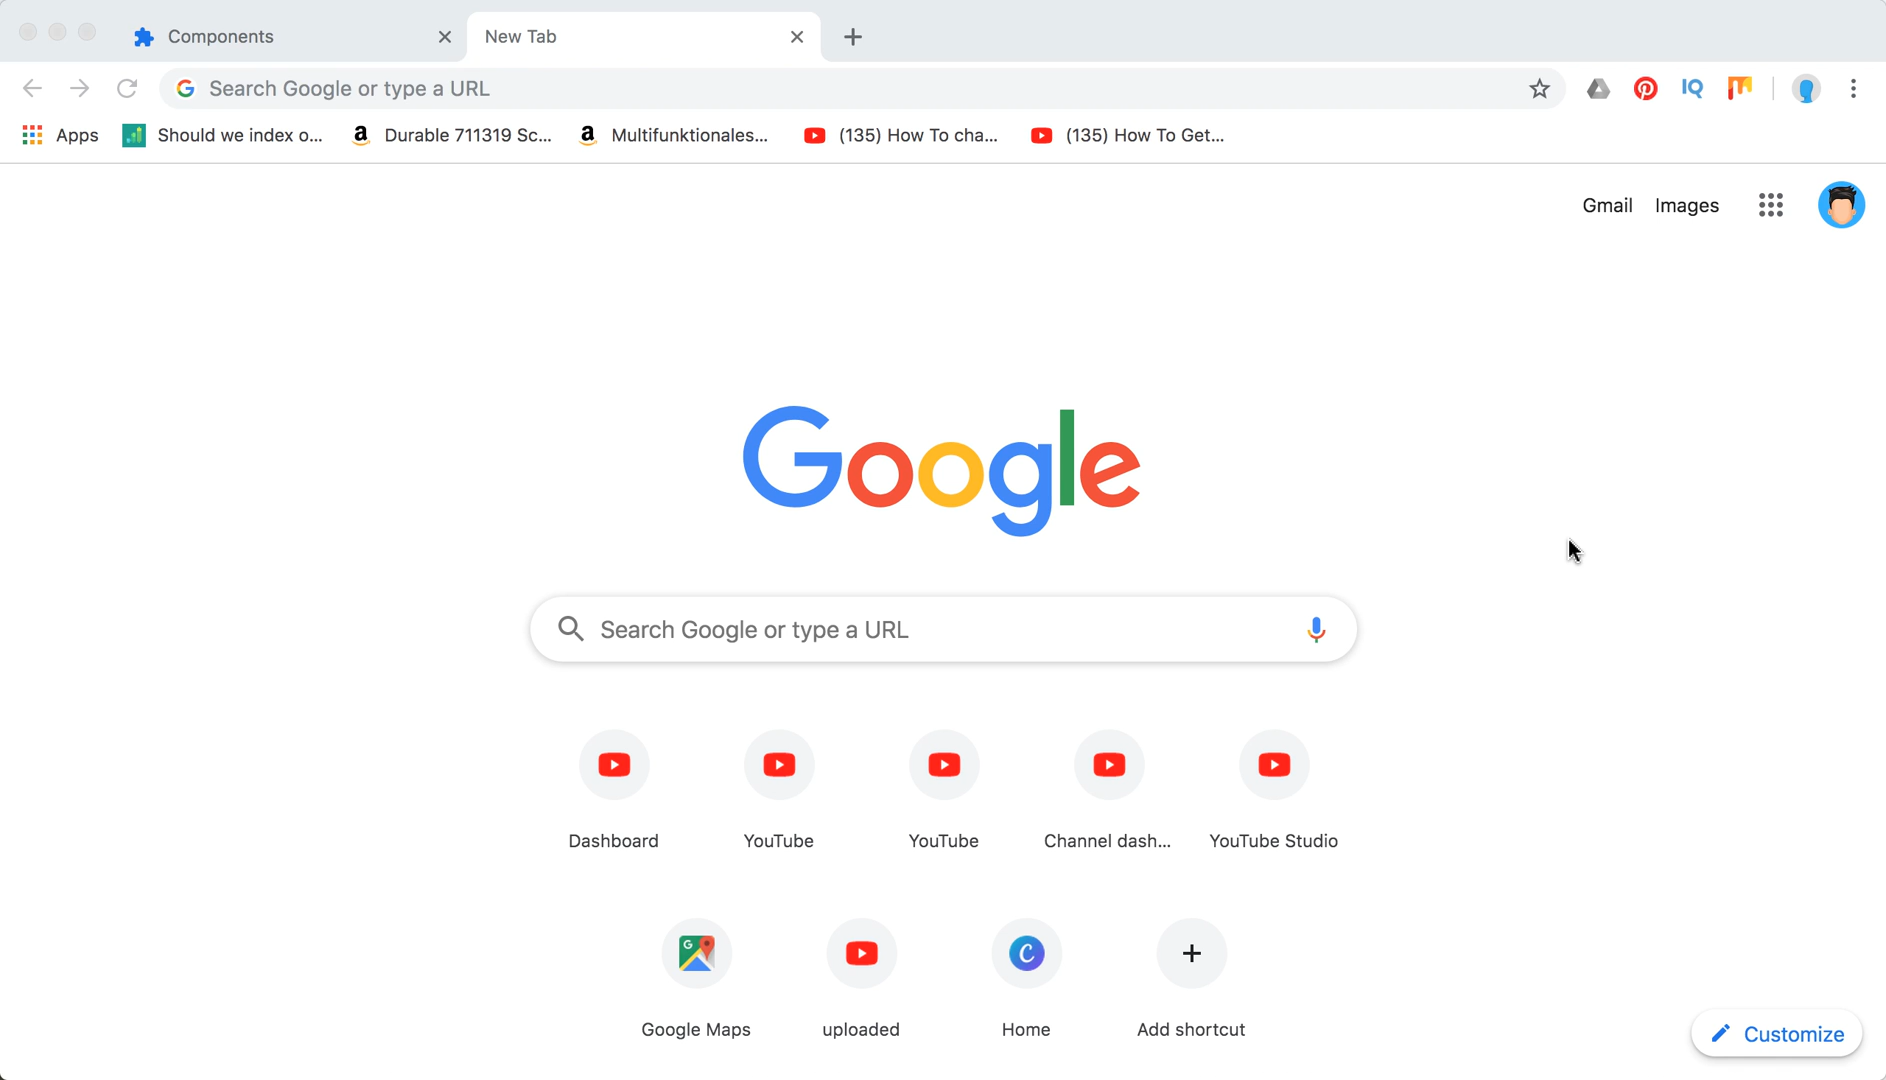 Components
New Tab
Search Google or type a URL
IQ
Apps
Should we index o...
Durable 711319 Sc...
Multifunktionales...
(135) How To cha...
(135) How To Get...
Gmail
Images
Google
Search Google or type a URL
Dashboard
YouTube
YouTube
Channel dash...
YouTube Studio
Google Maps
uploaded
Home
Add shortcut
Customize